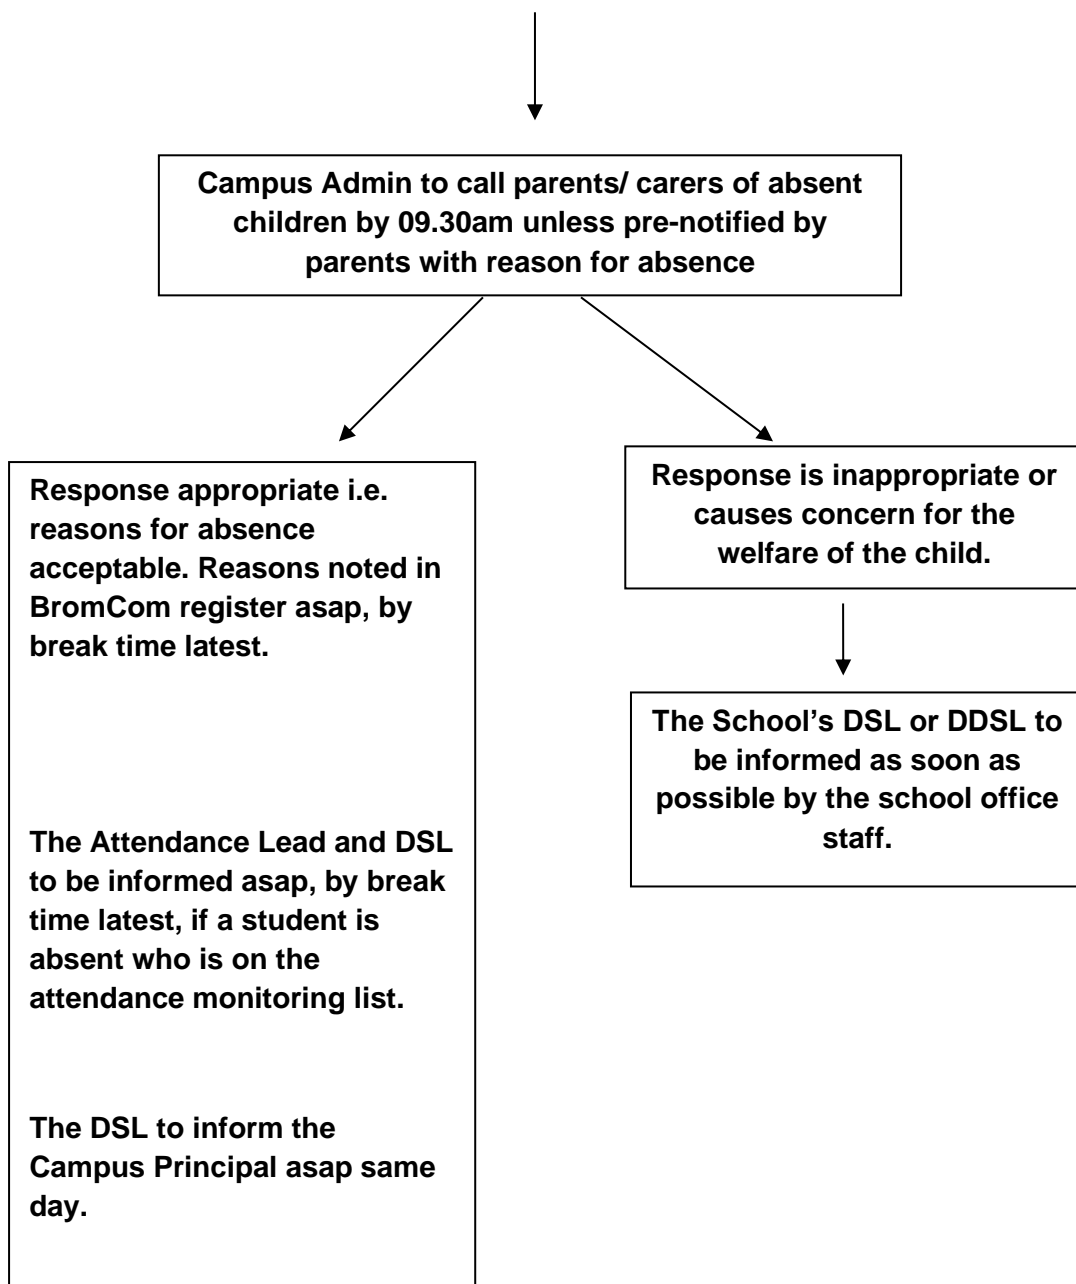 Campus Admin to call parents/ carers of absent
children by 09.30am unless pre-notified by
parents with reason for absence
Response appropriate i.e.
reasons for absence
acceptable. Reasons noted in
BromCom register asap, by
break time latest.
The Attendance Lead and DSL
to be informed asap, by break
time latest, if a student is
absent who is on the
attendance monitoring list.
The DSL to inform the
Campus Principal asap same
day.
Response is inappropriate or
causes concern for the
welfare of the child.
The School’s DSL or DDSL to
be informed as soon as
possible by the school office
staff.